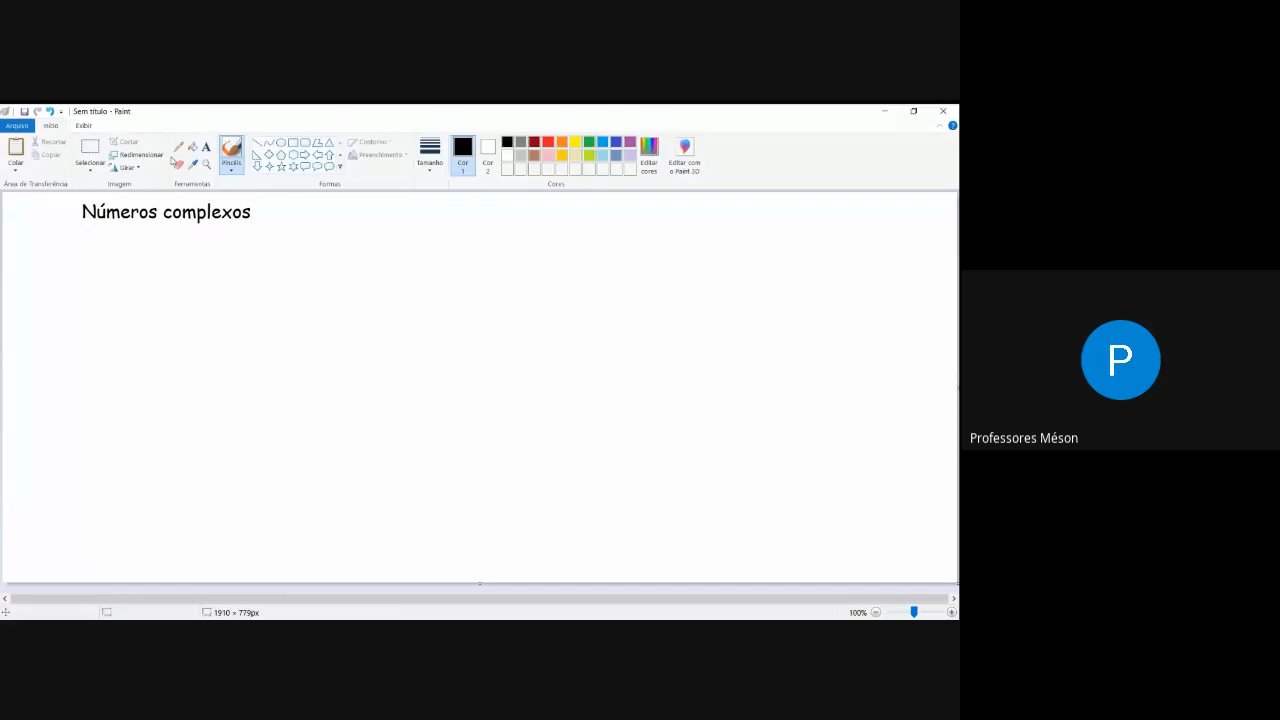 Sem título - Paint
Arquivo Início Exibir
Colar
Recortar
Copiar
Área de Transferência
Selecionar
Cortar
Redimensionar
Girar
Imagem
A
Ferramentas
Pincéis
Contorno
Preenchimento
Formas
Tamanho
Cor 1
Cor 2
Editar cores
Editar com o Paint 3D
Cores
Números complexos
P
Professores Méson
1910 × 779px
100%